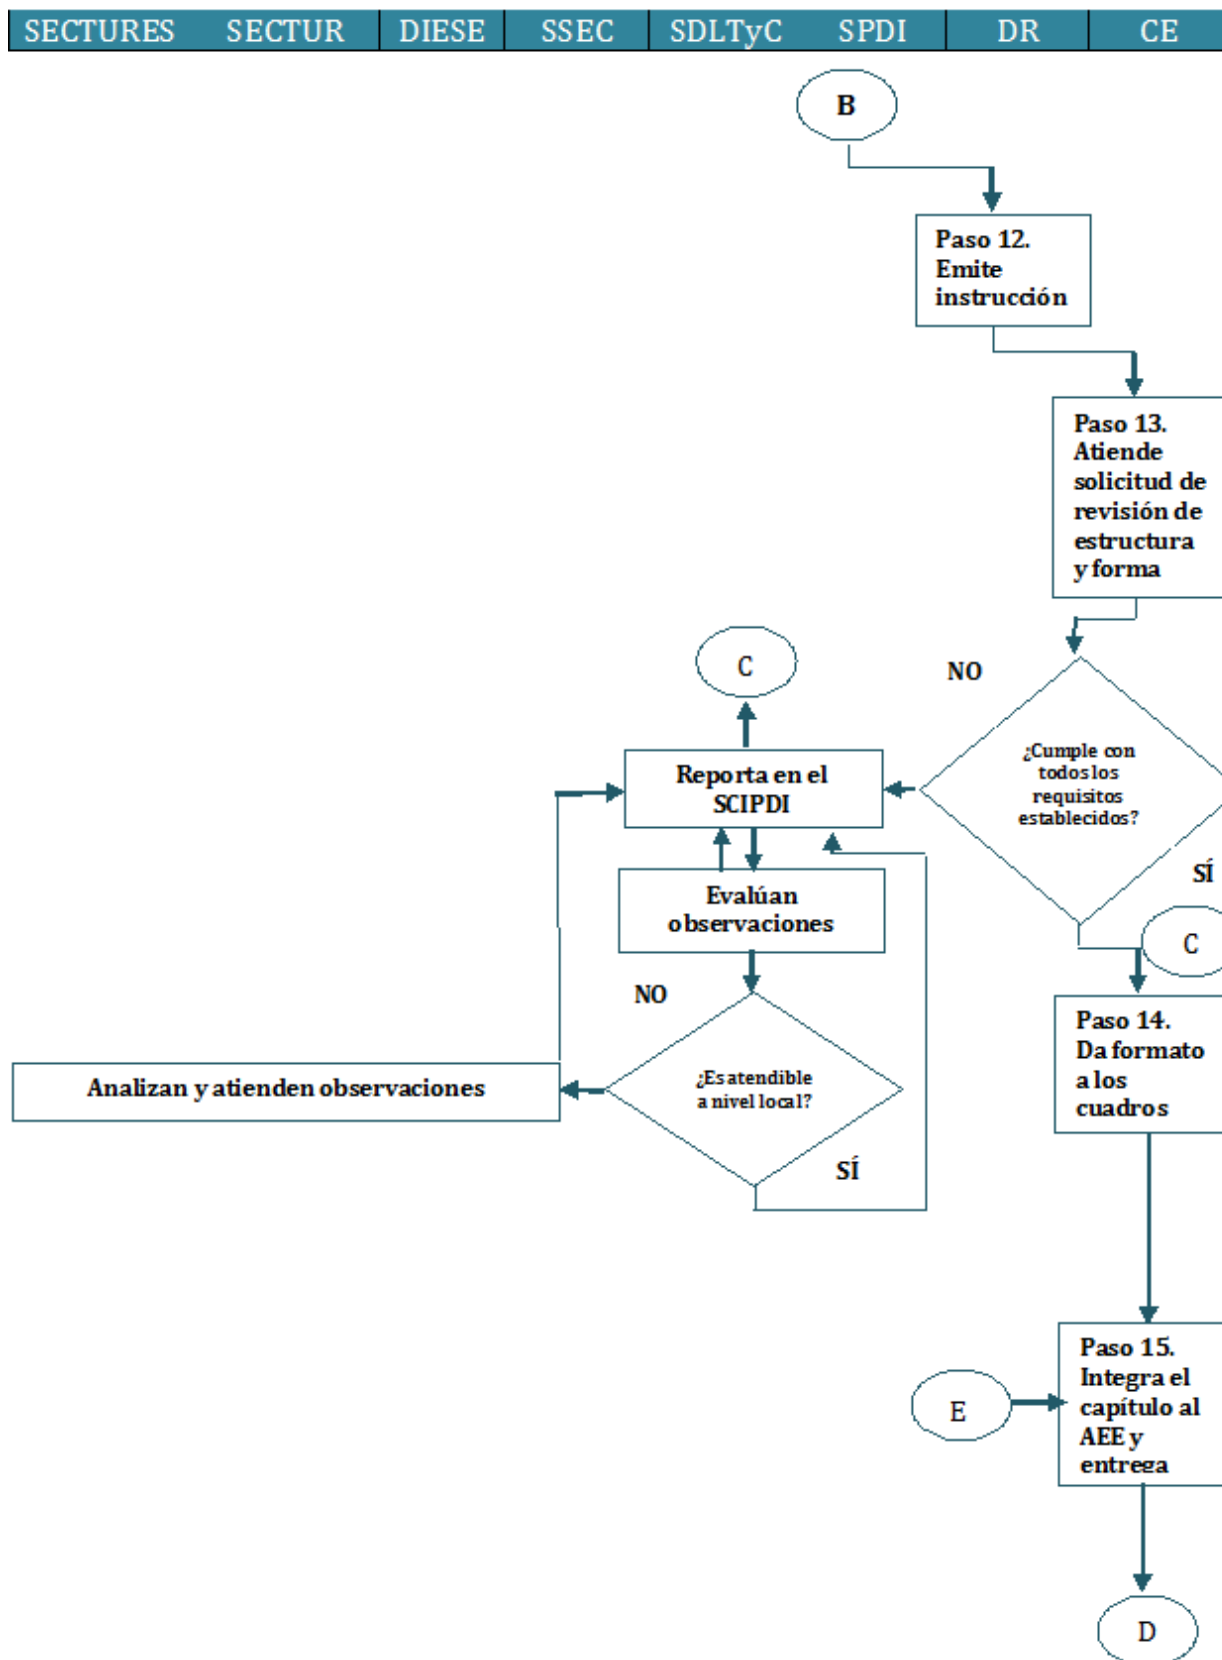 SECTURES SECTUR DIESE SSEC SDLTyC SPDI DR CE
B
Paso 12.
Emite
instrucción
Paso 13.
Atiende
solicitud de
revisión de
estructura
y forma
C
NO
¿Cumple con
todos los
requisitos
establecidos?
Reporta en el
SCIPDI
SÍ
Evalúan
observaciones
C
NO
Paso 14.
Da formato
a los
cuadros
¿Es atendible
a nivel local?
Analizan y atienden observaciones
SÍ
Paso 15.
Integra el
capítulo al
AEE y
entrega
E
D